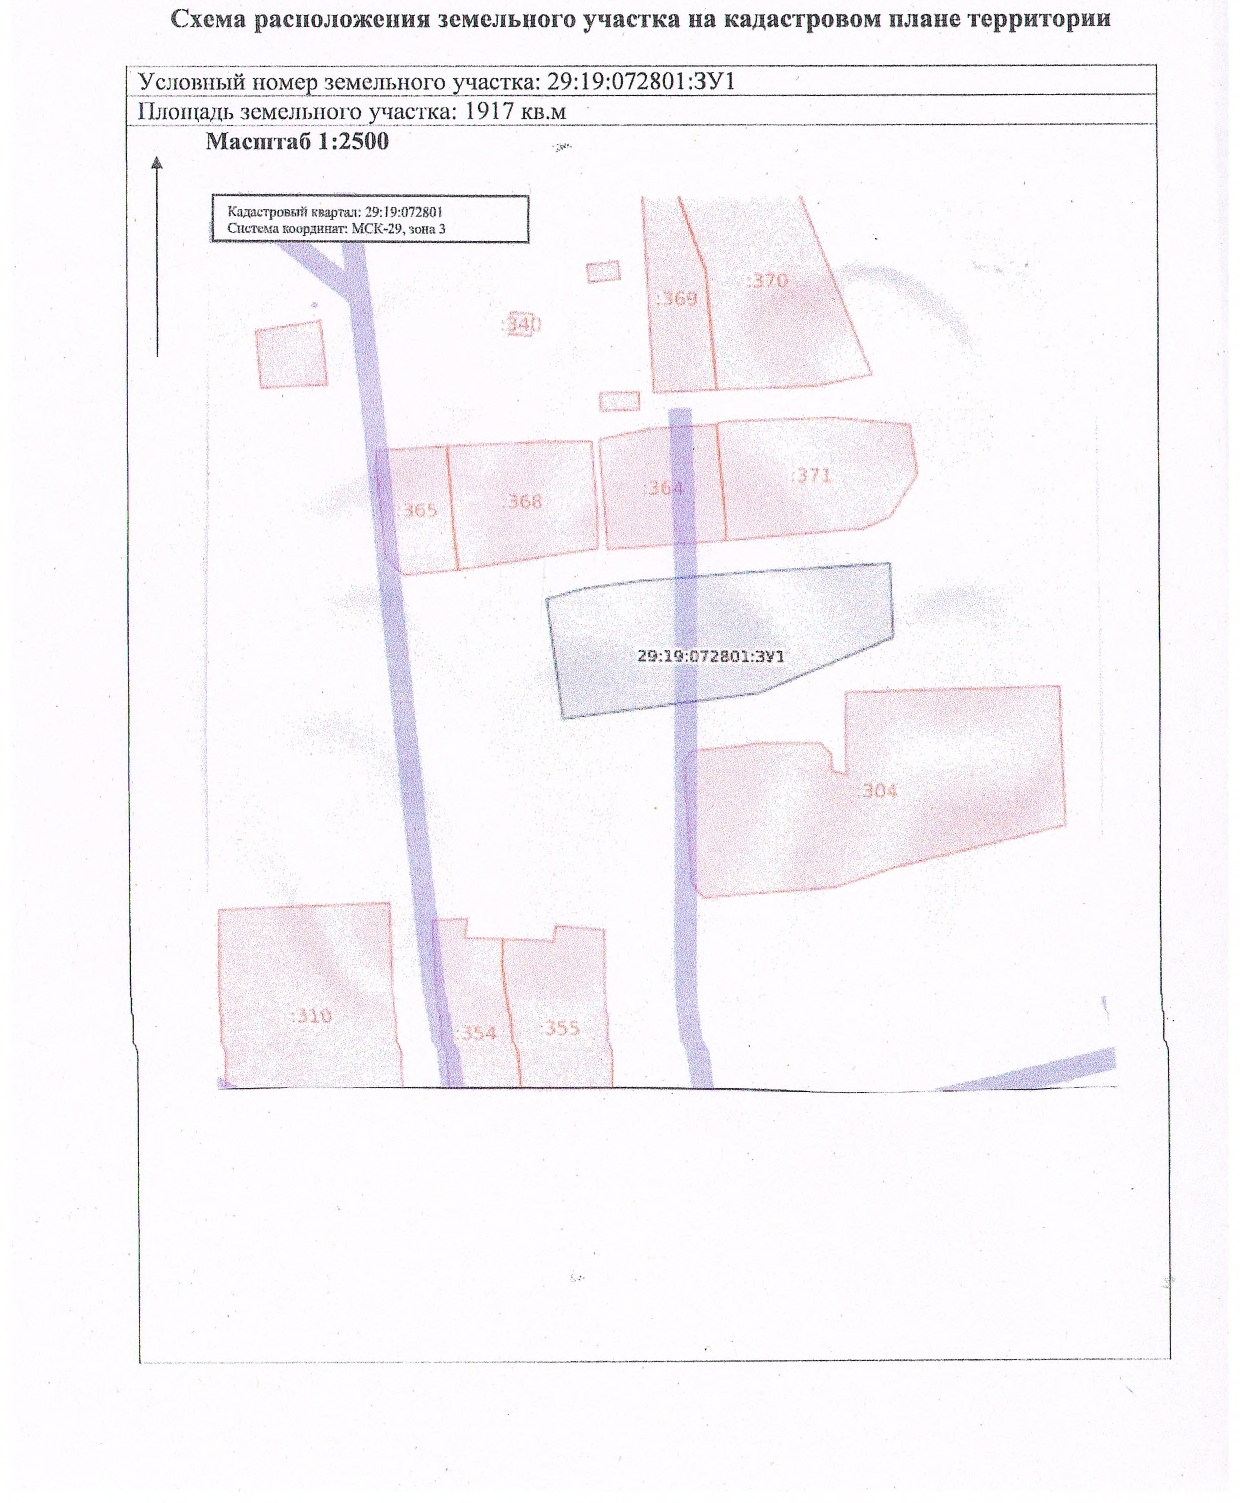 Схема расположения земельного участка на кадастровом плане территории
Условный номер земельного участка: 29:19:072801:ЗУ1
Площадь земельного участка: 1917 кв.м
Масштаб 1:2500
Кадастровый квартал: 29:19:072801
Система координат: МСК-29, зона 3
:370
:369
:340
:371
:364
:368
:365
29:19:072801:ЗУ1
:304
:310
:354
:355